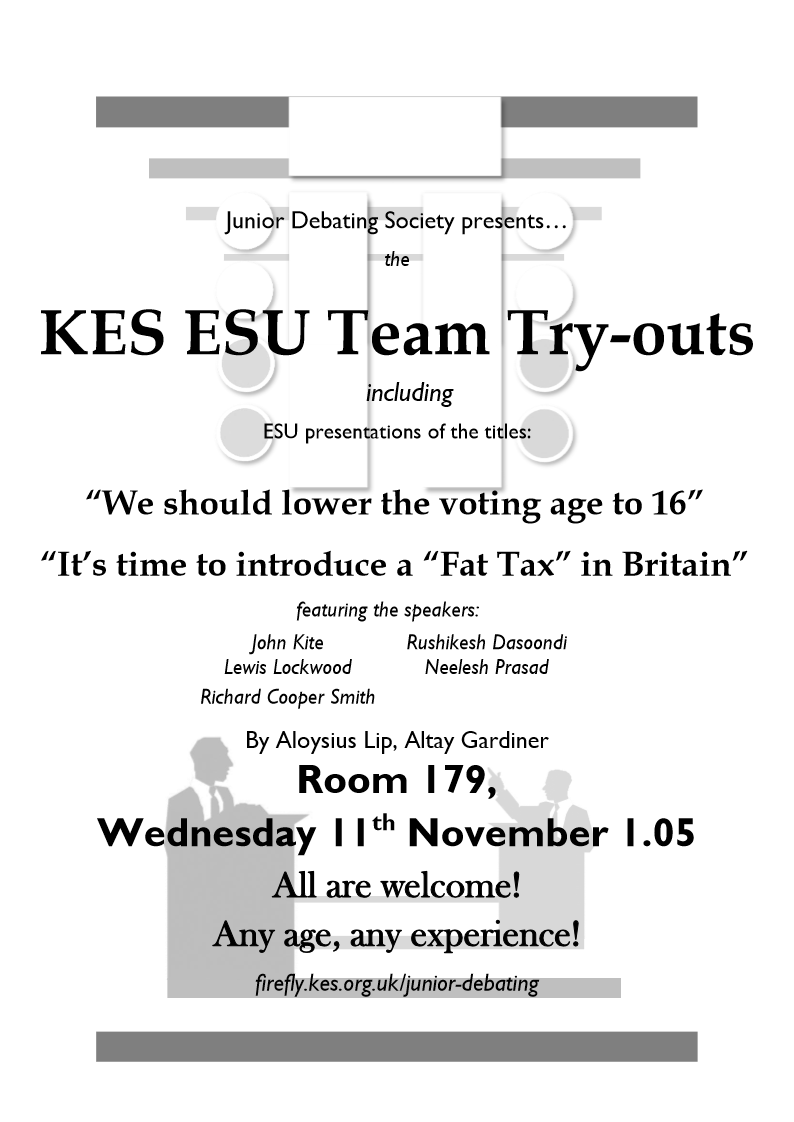 Junior Debating Society presents…
the
KES ESU Team Try-outs
including
ESU presentations of the titles:
“We should lower the voting age to 16”
“It’s time to introduce a “Fat Tax” in Britain”
featuring the speakers:
John Kite Rushikesh Dasoondi
Lewis Lockwood Neelesh Prasad
Richard Cooper Smith
By Aloysius Lip, Altay Gardiner
Room 179,
Wednesday 11th November 1.05
All are welcome!
Any age, any experience!
firefly.kes.org.uk/junior-debating